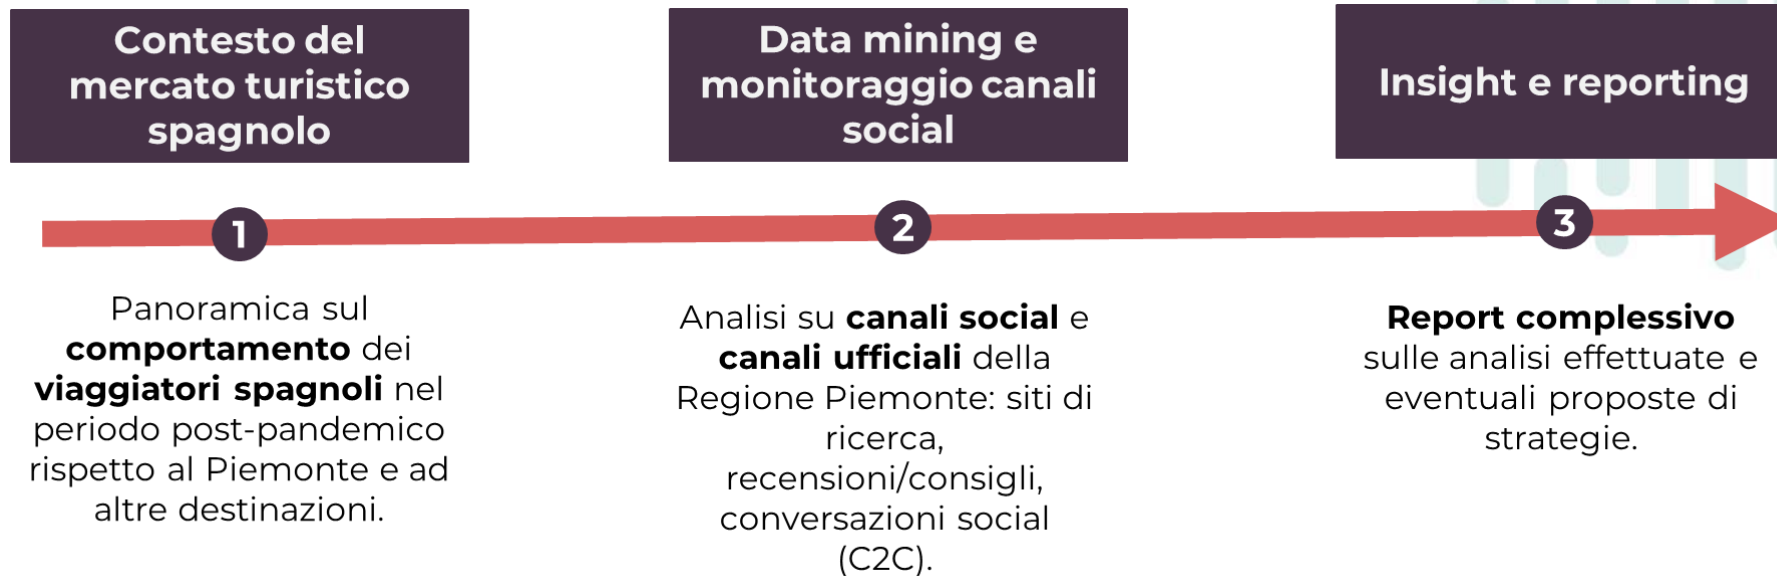 Contesto del
mercato turistico
spagnolo
Data mining e
monitoraggio canali
social
Insight e reporting
1
2
3
Panoramica sul
comportamento dei
viaggiatori spagnoli nel
periodo post-pandemico
rispetto al Piemonte e ad
altre destinazioni.
Analisi su canali social e
canali ufficiali della
Regione Piemonte: siti di
ricerca,
recensioni/consigli,
conversazioni social
(C2C).
Report complessivo
sulle analisi effettuate e
eventuali proposte di
strategie.